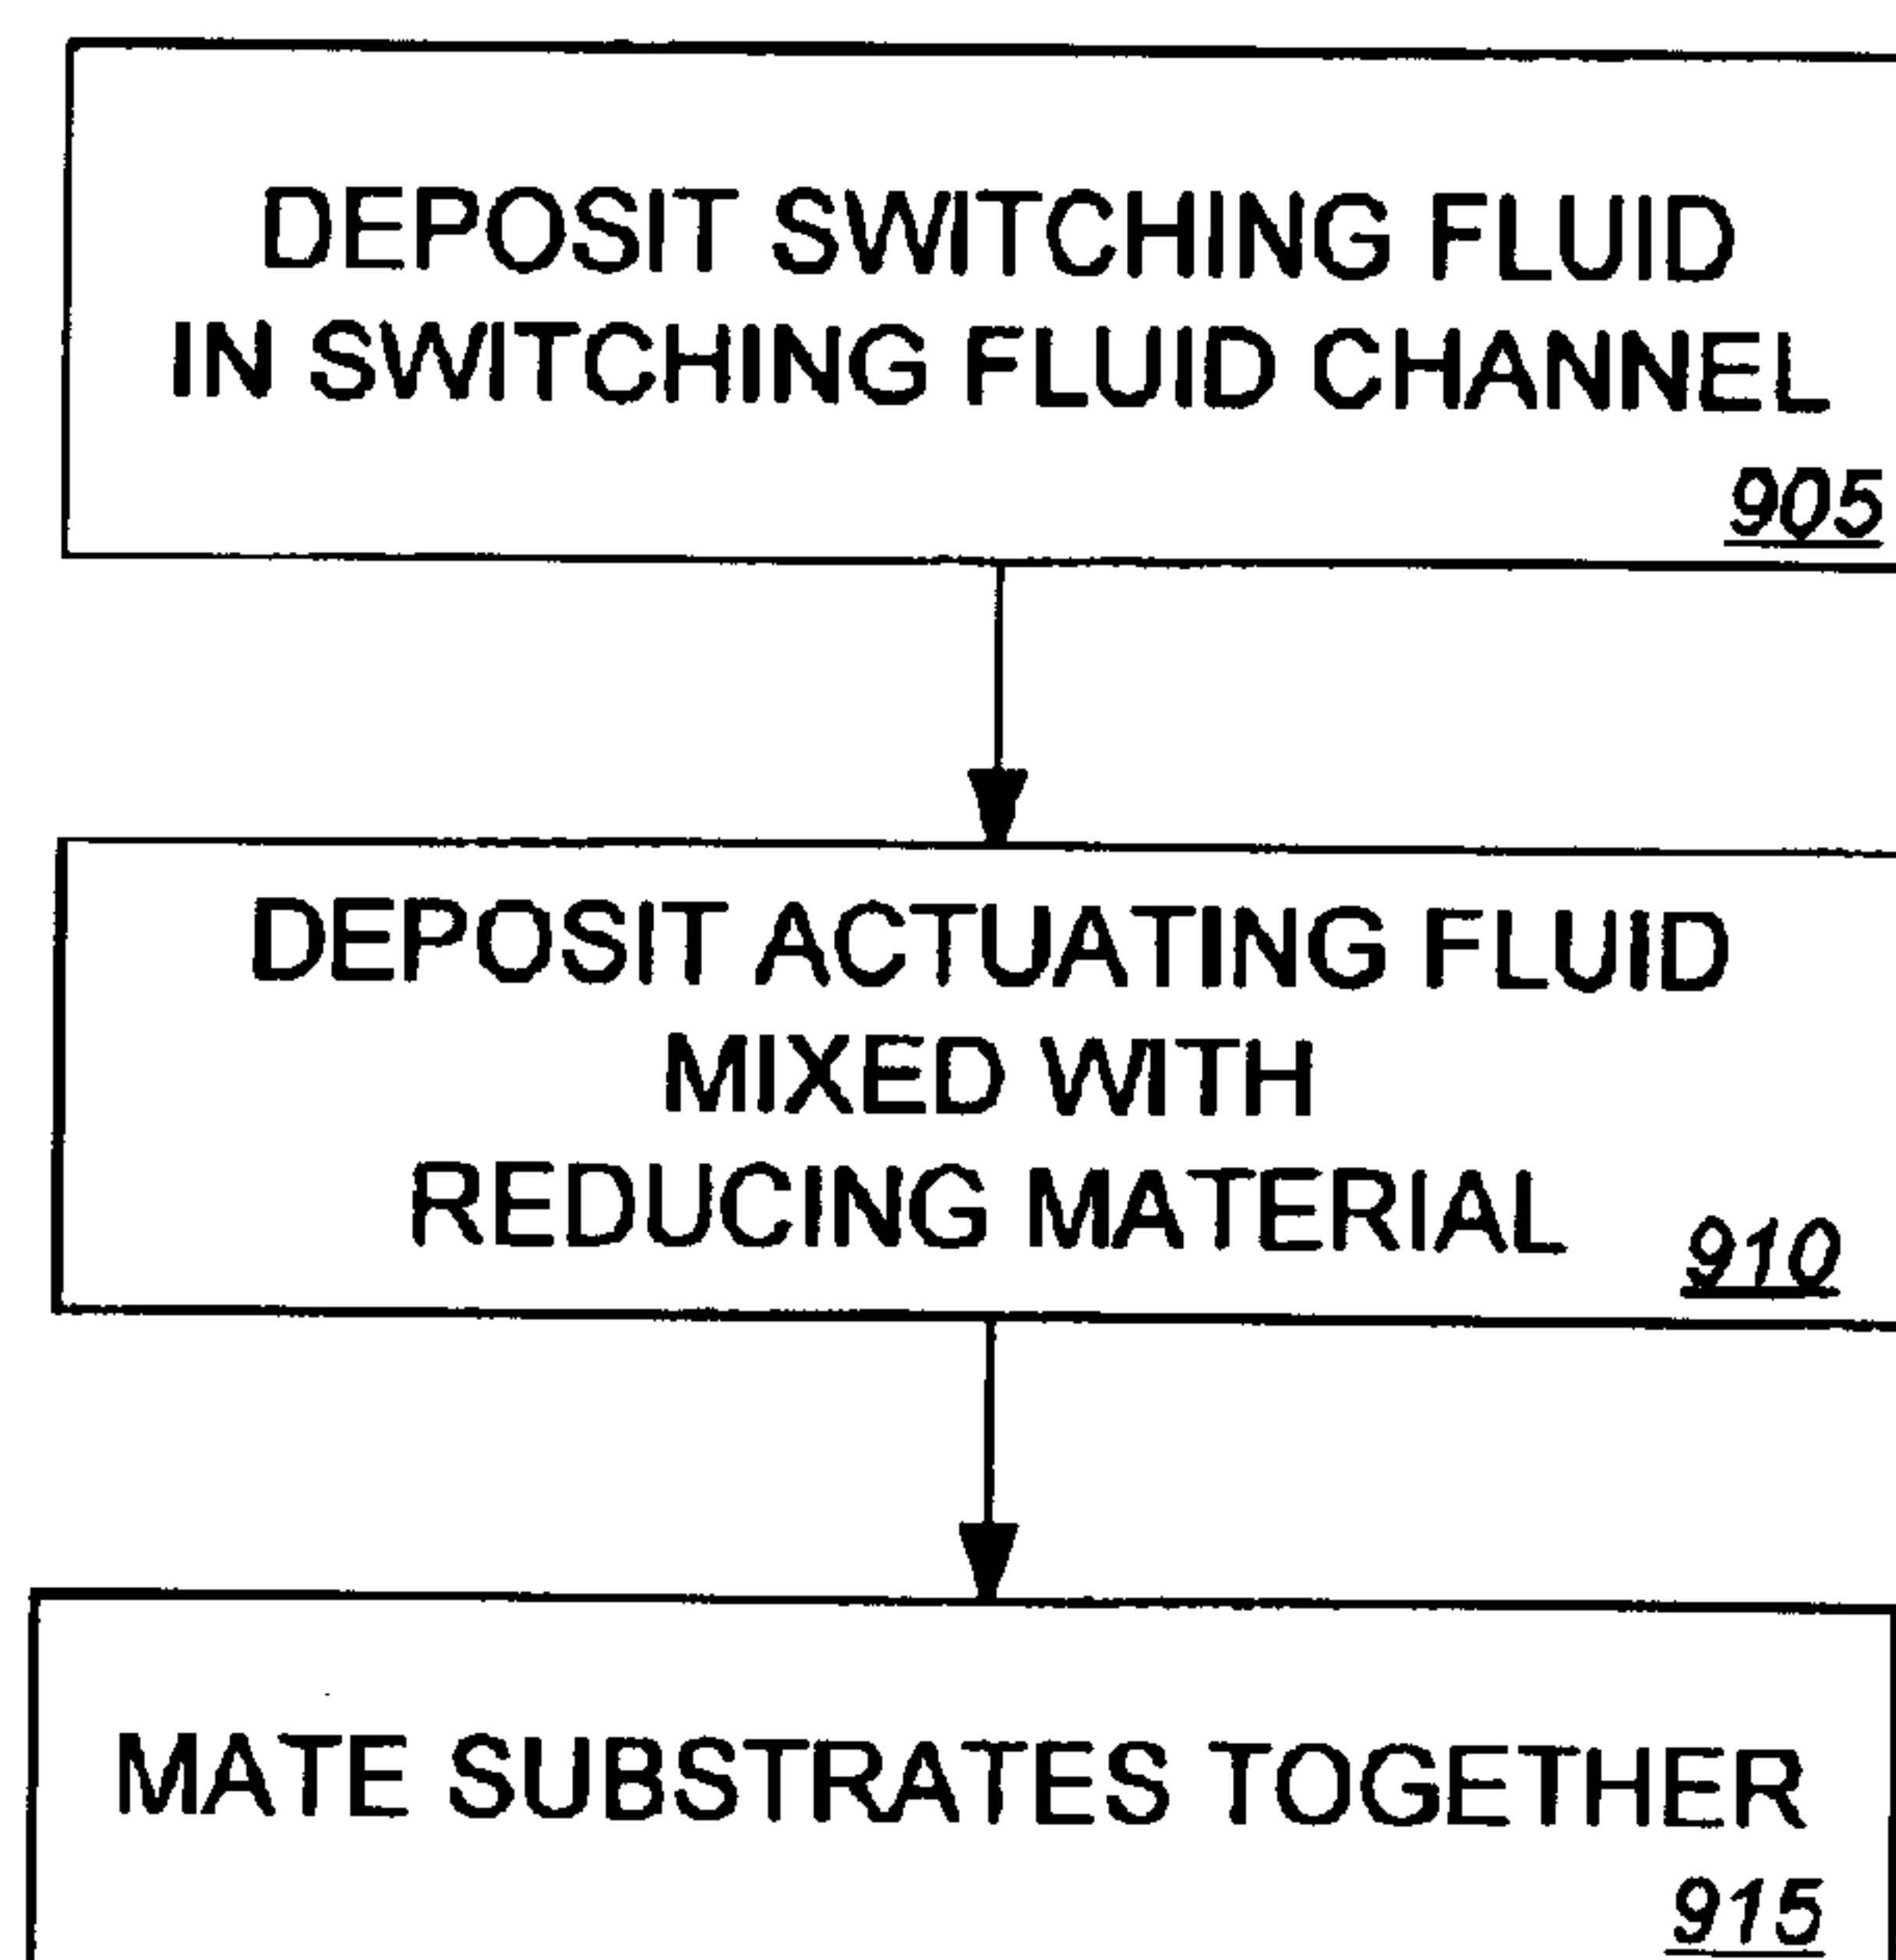 DEPOSIT SWITCHING FLUID
IN SWITCHING FLUID CHANNEL
905
DEPOSIT ACTUATING FLUID
MIXED WITH
REDUCING MATERIAL
910
MATE SUBSTRATES TOGETHER
915